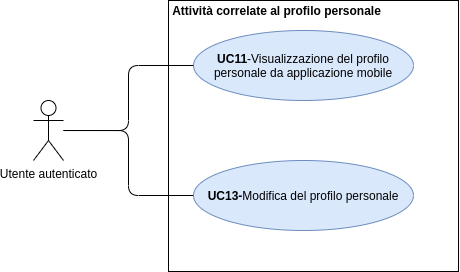 Attività correlate al profilo personale
UC11-Visualizzazione del profilo
personale da applicazione mobile
Utente autenticato
UC13-Modifica del profilo personale